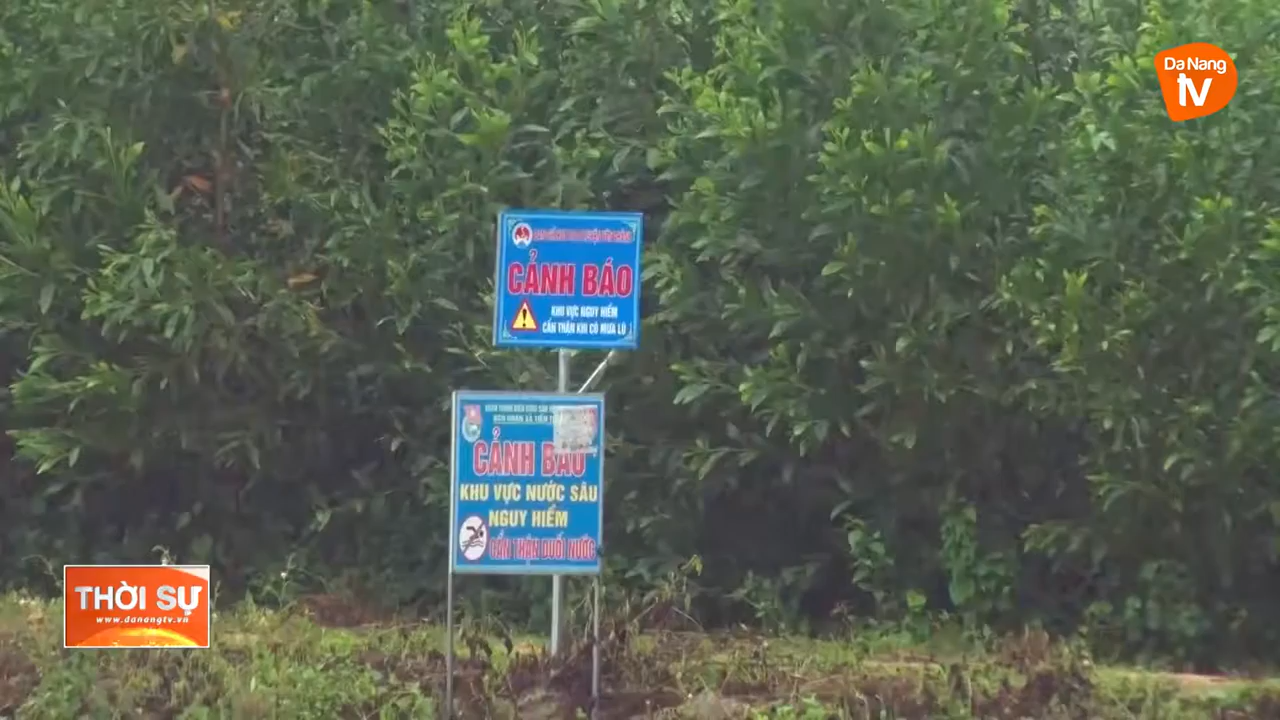 Da Nang
tv
CẢNH BÁO
KHU VỰC NGUY HIỂM
CẨN THẬN KHI CÓ MƯA LŨ
CẢNH BÁO
KHU VỰC NƯỚC SÂU
NGUY HIỂM
CẨN THẬN ĐUỐI NƯỚC
THỜI SỰ
www.danangtv.vn